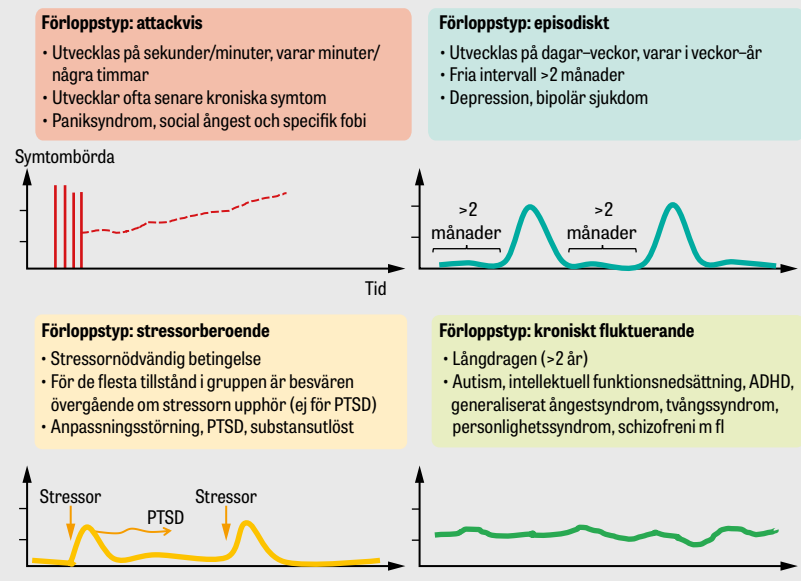 Förloppstyp: attackvis
• Utvecklas på sekunder/minuter, varar minuter/
några timmar
• Utvecklar ofta senare kroniska symtom
• Paniksyndrom, social ångest och specifik fobi
Symtombörda
Tid
Förloppstyp: episodiskt
• Utvecklas på dagar–veckor, varar i veckor–år
• Fria intervall >2 månader
• Depression, bipolär sjukdom
>2
månader
>2
månader
Förloppstyp: stressorberoende
• Stressornödvändig betingelse
• För de flesta tillstånd i gruppen är besvären
övergående om stressorn upphör (ej för PTSD)
• Anpassningsstörning, PTSD, substansutlöst
Stressor
PTSD
Stressor
Förloppstyp: kroniskt fluktuerande
• Långdragen (>2 år)
• Autism, intellektuell funktionsnedsättning, ADHD,
generaliserat ångestsyndrom, tvångssyndrom,
personlighetssyndrom, schizofreni m fl